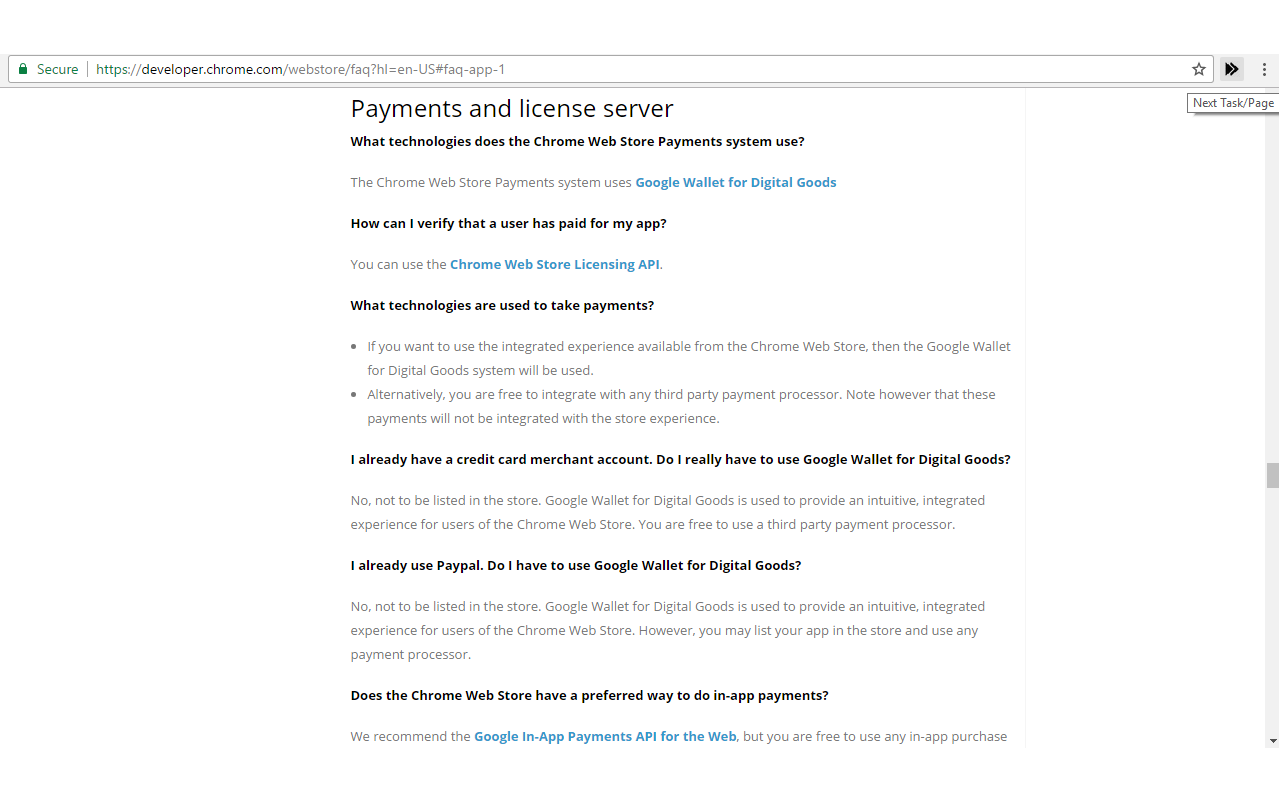 Secure https://developer.chrome.com/webstore/faq?hl=en-US#faq-app-1
Next Task/Page
Payments and license server
What technologies does the Chrome Web Store Payments system use?
The Chrome Web Store Payments system uses Google Wallet for Digital Goods
How can I verify that a user has paid for my app?
You can use the Chrome Web Store Licensing API.
What technologies are used to take payments?
If you want to use the integrated experience available from the Chrome Web Store, then the Google Wallet
for Digital Goods system will be used.
Alternatively, you are free to integrate with any third party payment processor. Note however that these
payments will not be integrated with the store experience.
I already have a credit card merchant account. Do I really have to use Google Wallet for Digital Goods?
No, not to be listed in the store. Google Wallet for Digital Goods is used to provide an intuitive, integrated
experience for users of the Chrome Web Store. You are free to use a third party payment processor.
I already use Paypal. Do I have to use Google Wallet for Digital Goods?
No, not to be listed in the store. Google Wallet for Digital Goods is used to provide an intuitive, integrated
experience for users of the Chrome Web Store. However, you may list your app in the store and use any
payment processor.
Does the Chrome Web Store have a preferred way to do in-app payments?
We recommend the Google In-App Payments API for the Web, but you are free to use any in-app purchase